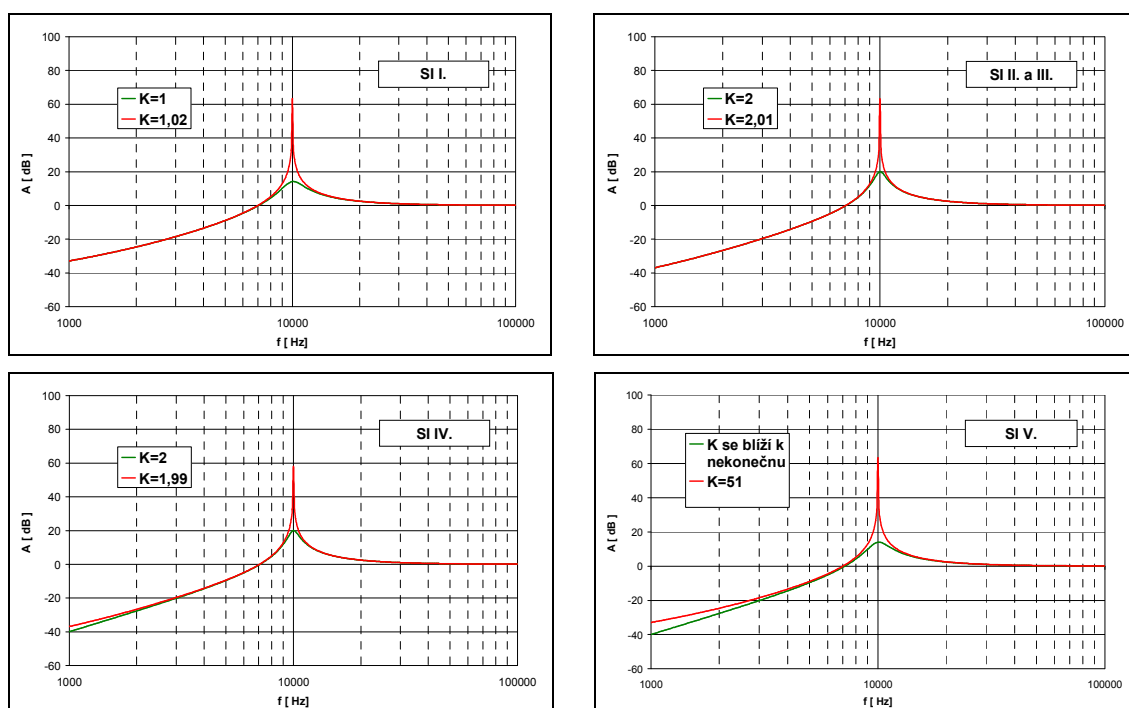 100
80
60
40
20
0
-20
-40
-60
A [ dB ]
SI I.
K=1
K=1,02
1000
10000
100000
f [ Hz]
100
80
60
40
20
0
-20
-40
-60
A [ dB ]
SI II. a III.
K=2
K=2,01
1000
10000
100000
f [ Hz]
100
80
60
40
20
0
-20
-40
-60
A [ dB ]
SI IV.
K=2
K=1,99
1000
10000
100000
f [ Hz ]
100
80
60
40
20
0
-20
-40
-60
A [ dB ]
SI V.
K se blíží k
nekonečnu
K=51
1000
10000
100000
f [ Hz ]